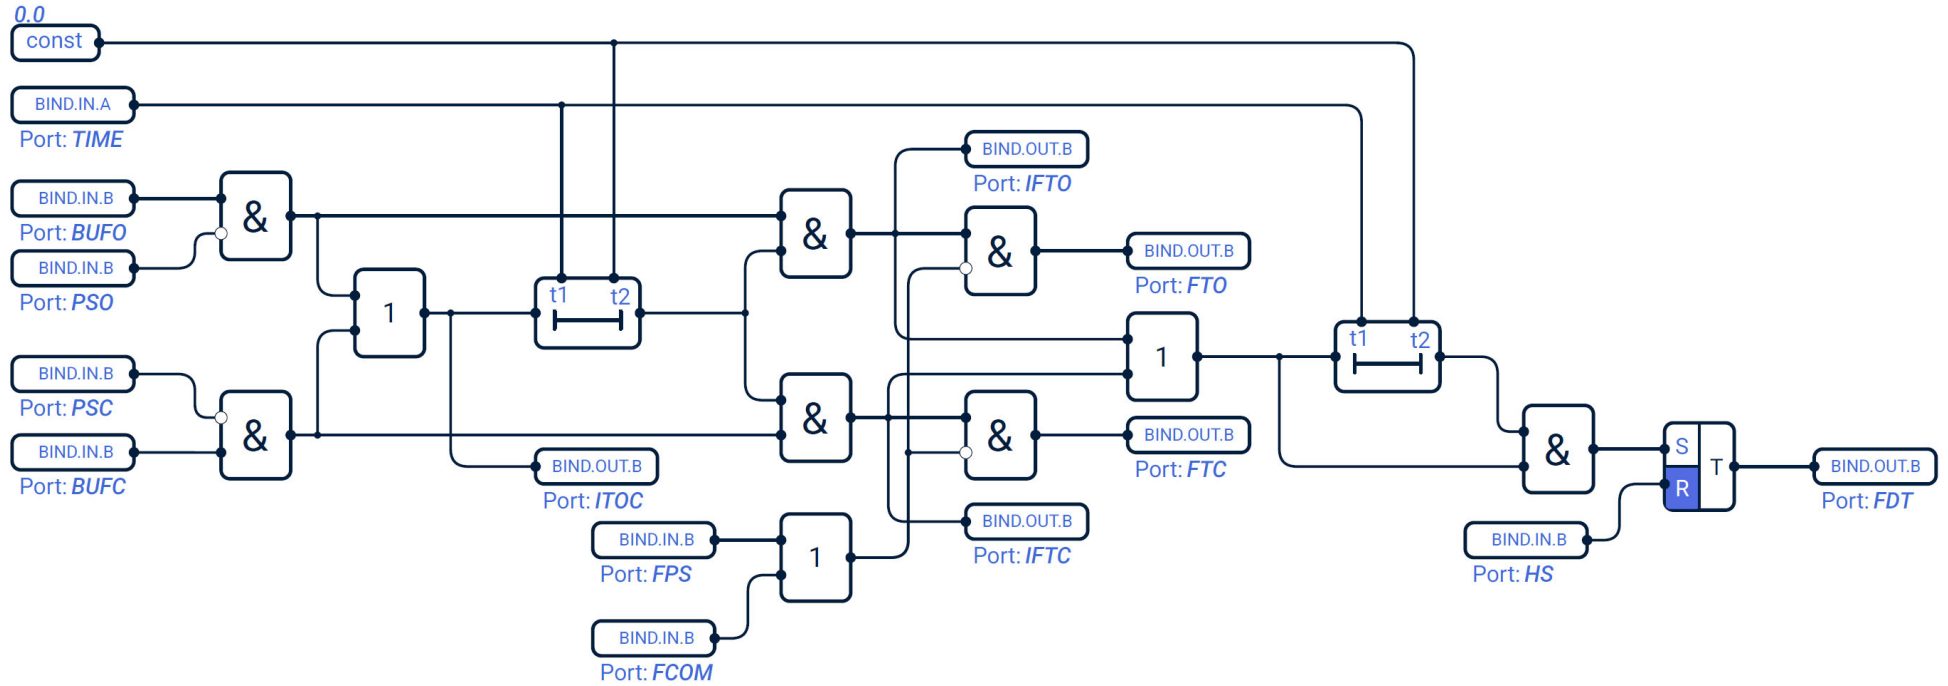 0.0
const
BIND.IN.A
Port: TIME
BIND.IN.B
Port: BUFO
BIND.IN.B
Port: PSO
&
1
BIND.IN.B
Port: PSC
BIND.IN.B
Port: BUFC
&
t1 t2
BIND.OUT.B
Port: ITOC
&
&
BIND.OUT.B
Port: IFTO
&
BIND.OUT.B
Port: FTO
1
&
BIND.OUT.B
Port: FTC
BIND.OUT.B
Port: IFTC
BIND.IN.B
Port: FPS
1
BIND.IN.B
Port: FCOM
t1 t2
&
S
R
T
BIND.IN.B
Port: HS
BIND.OUT.B
Port: FDT